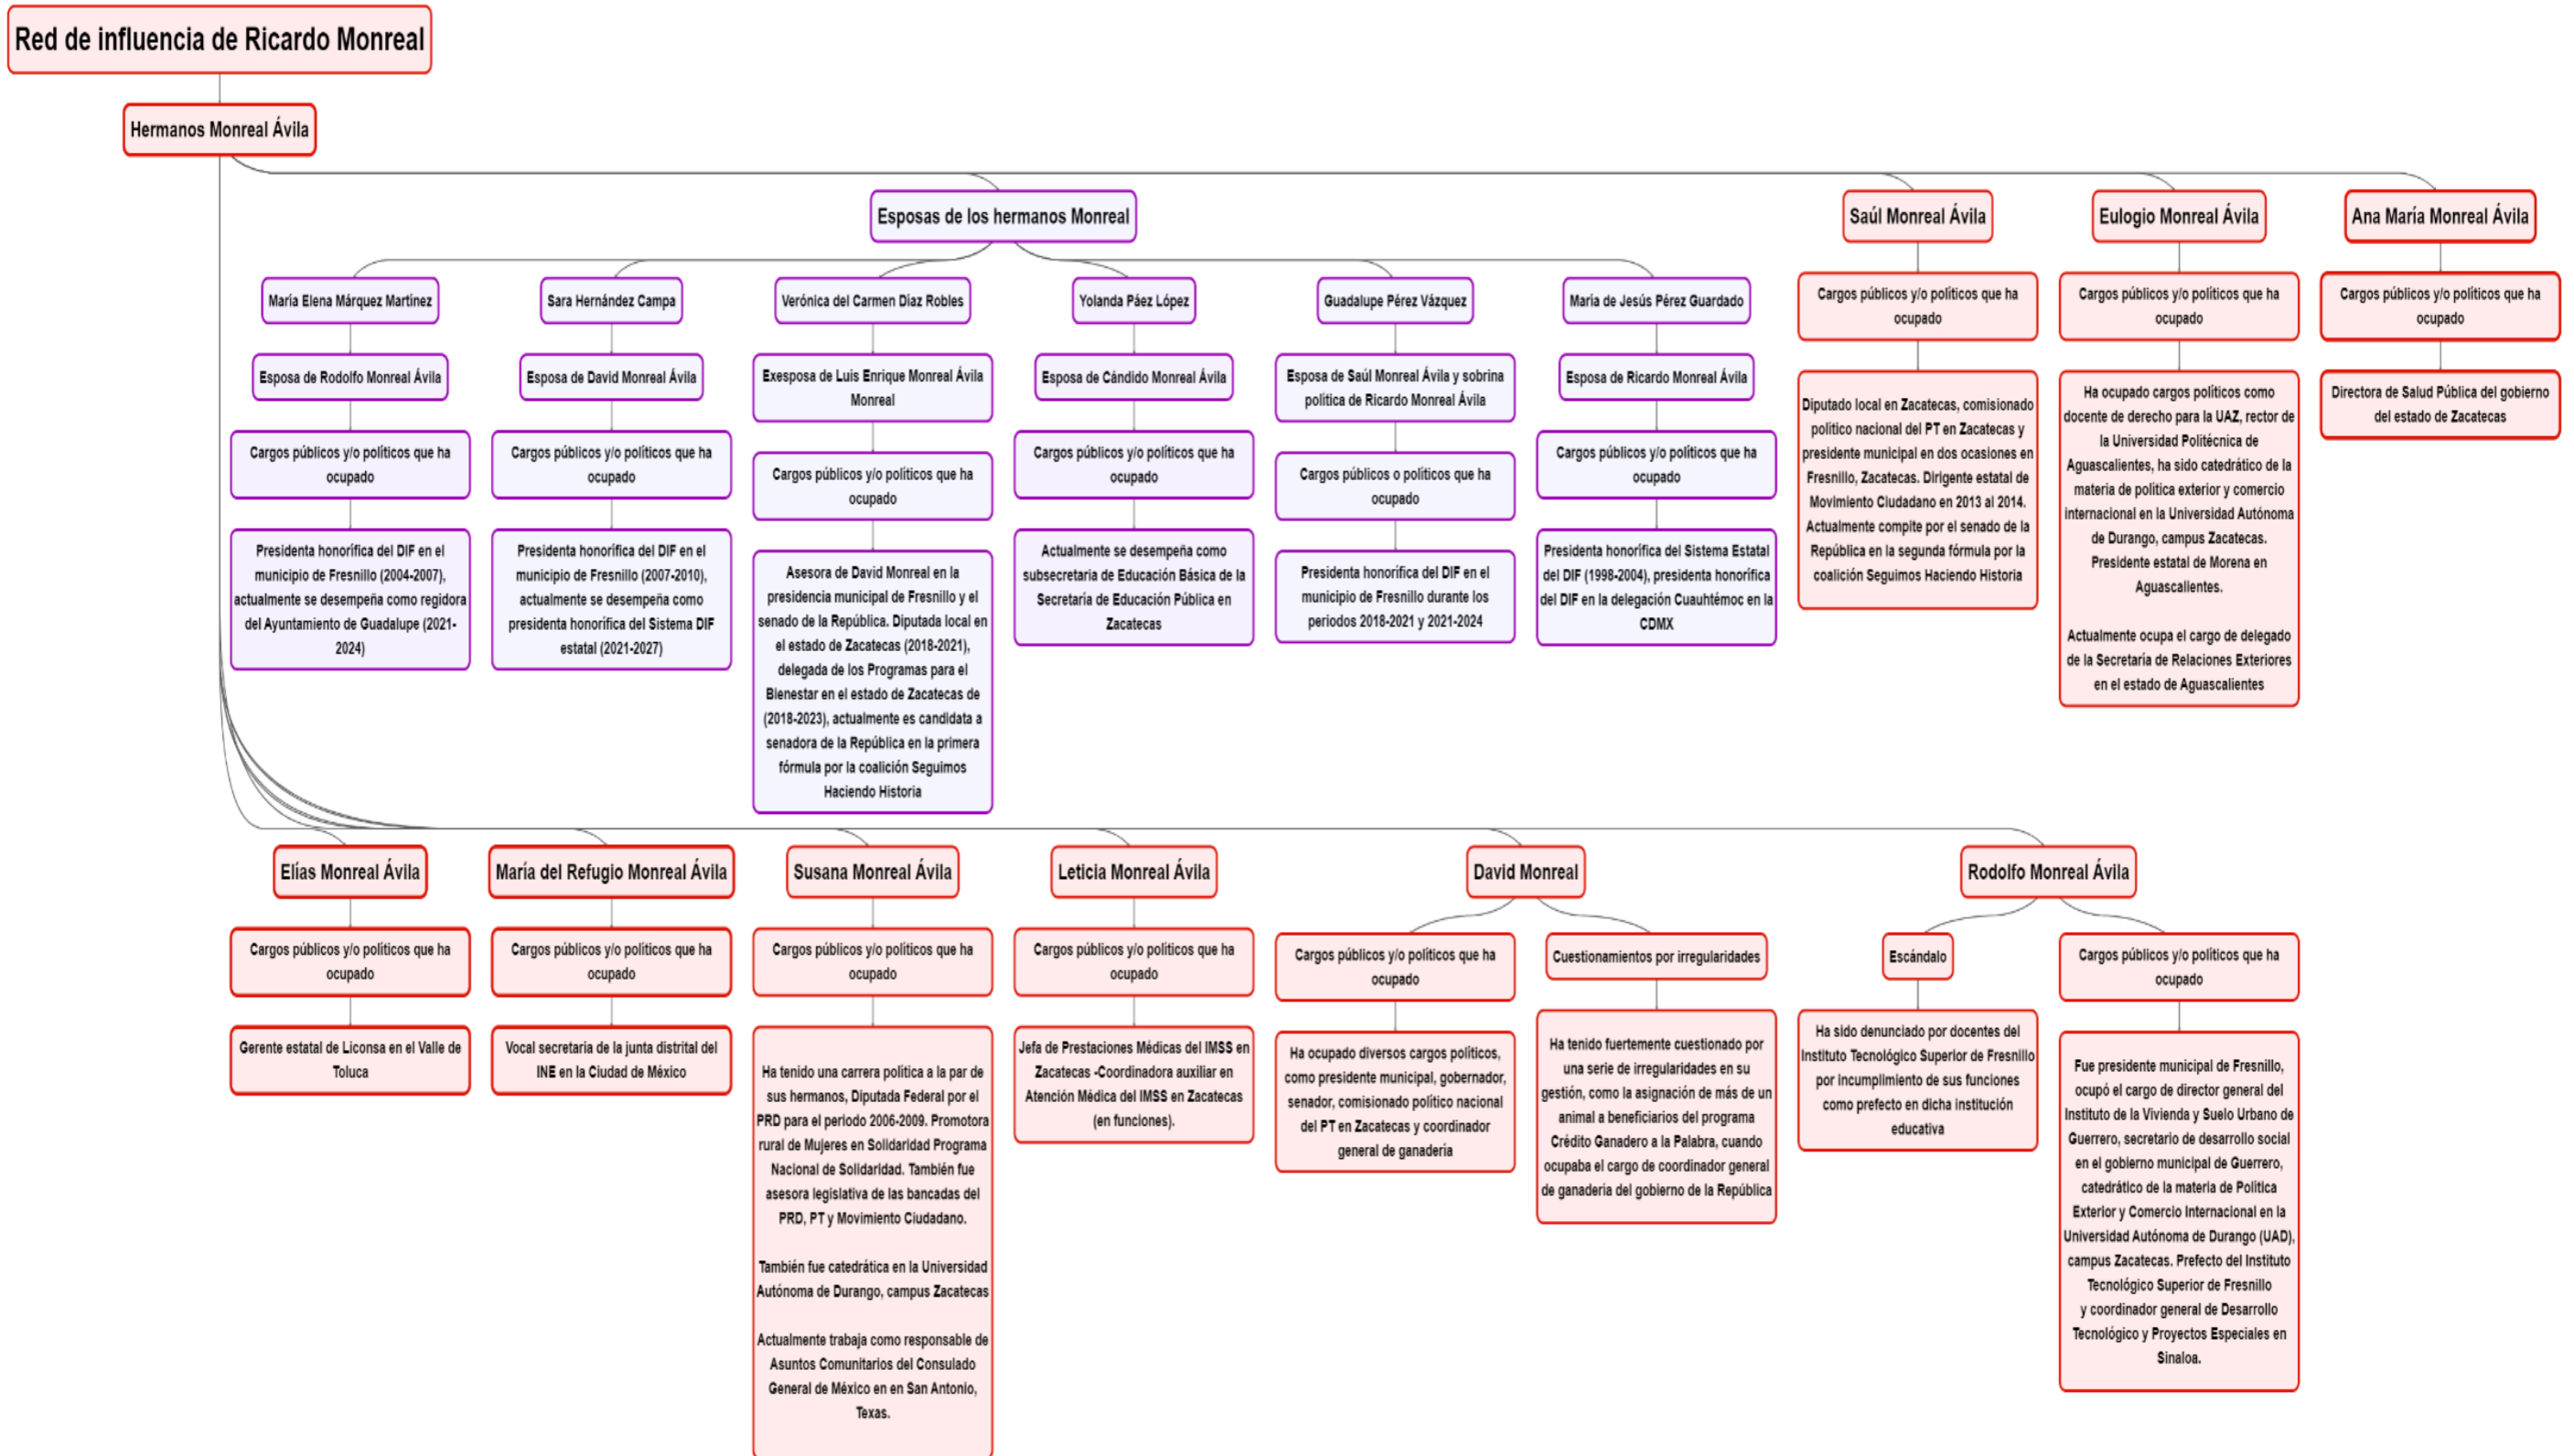 Red de influencia de Ricardo Monreal
Hermanos Monreal Ávila
Esposas de los hermanos Monreal
María Elena Márquez Martínez
Esposa de Rodolfo Monreal Ávila
Cargos públicos y/o políticos que ha
ocupado
Presidenta honorífica del DIF en el
municipio de Fresnillo (2004-2007),
actualmente se desempeña como regidora
del Ayuntamiento de Guadalupe (2021-
2024)
Sara Hernández Campa
Esposa de David Monreal Ávila
Cargos públicos y/o políticos que ha
ocupado
Presidenta honorífica del DIF en el
municipio de Fresnillo (2007-2010),
actualmente se desempeña como
presidenta honorífica del Sistema DIF
estatal (2021-2027)
Verónica del Carmen Díaz Robles
Exesposa de Luis Enrique Monreal Ávila
Monreal
Cargos públicos y/o políticos que ha
ocupado
Asesora de David Monreal en la
presidencia municipal de Fresnillo y el
senado de la República. Diputada local en
el estado de Zacatecas (2018-2021),
delegada de los Programas para el
Bienestar en el estado de Zacatecas de
(2018-2023), actualmente es candidata a
senadora de la República en la primera
fórmula por la coalición Seguimos
Haciendo Historia
Yolanda Páez López
Esposa de Cándido Monreal Ávila
Cargos públicos y/o políticos que ha
ocupado
Actualmente se desempeña como
subsecretaria de Educación Básica de la
Secretaría de Educación Pública en
Zacatecas
Guadalupe Pérez Vázquez
Esposa de Saúl Monreal Ávila y sobrina
política de Ricardo Monreal Ávila
Cargos públicos o políticos que ha
ocupado
Presidenta honorífica del DIF en el
municipio de Fresnillo durante los
periodos 2018-2021 y 2021-2024
María de Jesús Pérez Guardado
Esposa de Ricardo Monreal Ávila
Cargos públicos y/o políticos que ha
ocupado
Presidenta honorífica del Sistema Estatal
del DIF (1998-2004), presidenta honorífica
del DIF en la delegación Cuauhtémoc en la
CDMX
Saúl Monreal Ávila
Cargos públicos y/o políticos que ha
ocupado
Diputado local en Zacatecas, comisionado
político nacional del PT en Zacatecas y
presidente municipal en dos ocasiones en
Fresnillo, Zacatecas. Dirigente estatal de
Movimiento Ciudadano en 2013 al 2014.
Actualmente compite por el senado de la
República en la segunda fórmula por la
coalición Seguimos Haciendo Historia
Eulogio Monreal Ávila
Cargos públicos y/o políticos que ha
ocupado
Ha ocupado cargos políticos como
docente de derecho para la UAZ, rector de
la Universidad Politécnica de
Aguascalientes, ha sido catedrático de la
materia de política exterior y comercio
internacional en la Universidad Autónoma
de Durango, campus Zacatecas.
Presidente estatal de Morena en
Aguascalientes.
Actualmente ocupa el cargo de delegado
de la Secretaría de Relaciones Exteriores
en el estado de Aguascalientes
Ana María Monreal Ávila
Cargos públicos y/o políticos que ha
ocupado
Directora de Salud Pública del gobierno
del estado de Zacatecas
Elías Monreal Ávila
Cargos públicos y/o políticos que ha
ocupado
Gerente estatal de Liconsa en el Valle de
Toluca
María del Refugio Monreal Ávila
Cargos públicos y/o políticos que ha
ocupado
Vocal secretaria de la junta distrital del
INE en la Ciudad de México
Susana Monreal Ávila
Cargos públicos y/o políticos que ha
ocupado
Ha tenido una carrera política a la par de
sus hermanos, Diputada Federal por el
PRD para el periodo 2006-2009. Promotora
rural de Mujeres en Solidaridad Programa
Nacional de Solidaridad. También fue
asesora legislativa de las bancadas del
PRD, PT y Movimiento Ciudadano.
También fue catedrática en la Universidad
Autónoma de Durango, campus Zacatecas
Actualmente trabaja como responsable de
Asuntos Comunitarios del Consulado
General de México en en San Antonio,
Texas.
Leticia Monreal Ávila
Cargos públicos y/o políticos que ha
ocupado
Jefa de Prestaciones Médicas del IMSS en
Zacatecas -Coordinadora auxiliar en
Atención Médica del IMSS en Zacatecas
(en funciones).
David Monreal
Cargos públicos y/o políticos que ha
ocupado
Ha ocupado diversos cargos políticos,
como presidente municipal, gobernador,
senador, comisionado político nacional
del PT en Zacatecas y coordinador
general de ganadería
Cuestionamientos por irregularidades
Ha tenido fuertemente cuestionado por
una serie de irregularidades en su
gestión, como la asignación de más de un
animal a beneficiarios del programa
Crédito Ganadero a la Palabra, cuando
ocupaba el cargo de coordinador general
de ganadería del gobierno de la República
Rodolfo Monreal Ávila
Escándalo
Ha sido denunciado por docentes del
Instituto Tecnológico Superior de Fresnillo
por incumplimiento de sus funciones
como prefecto en dicha institución
educativa
Cargos públicos y/o políticos que ha
ocupado
Fue presidente municipal de Fresnillo,
ocupó el cargo de director general del
Instituto de la Vivienda y Suelo Urbano de
Guerrero, secretario de desarrollo social
en el gobierno municipal de Guerrero,
catedrático de la materia de Política
Exterior y Comercio Internacional en la
Universidad Autónoma de Durango (UAD),
campus Zacatecas. Prefecto del Instituto
Tecnológico Superior de Fresnillo
y coordinador general de Desarrollo
Tecnológico y Proyectos Especiales en
Sinaloa.